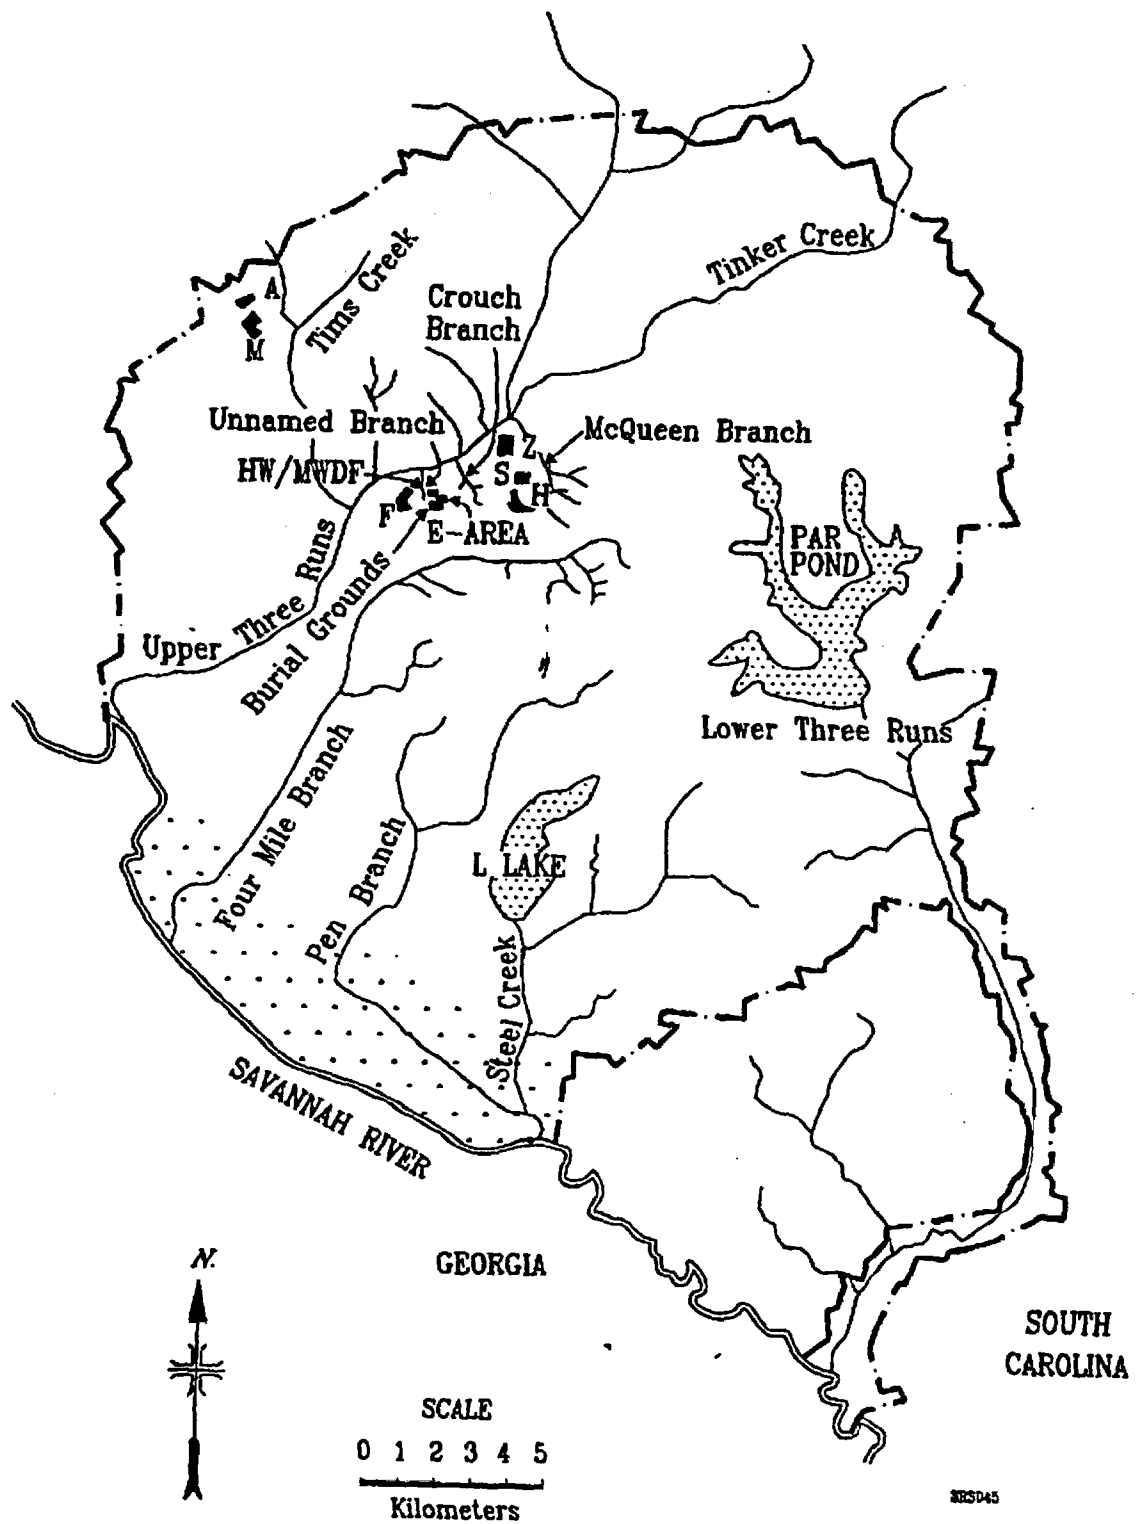 Tinker Creek
Tims Creek
A
M
Crouch
Branch
Unnamed Branch
McQueen Branch
HW/MWDF
Z
S
H
F
E-AREA
PAR
POND
Upper Three Runs
Burial Grounds
Lower Three Runs
Four Mile Branch
Pen Branch
L LAKE
Steel Creek
SAVANNAH RIVER
N.
GEORGIA
SOUTH
CAROLINA
SCALE
0 1 2 3 4 5
Kilometers